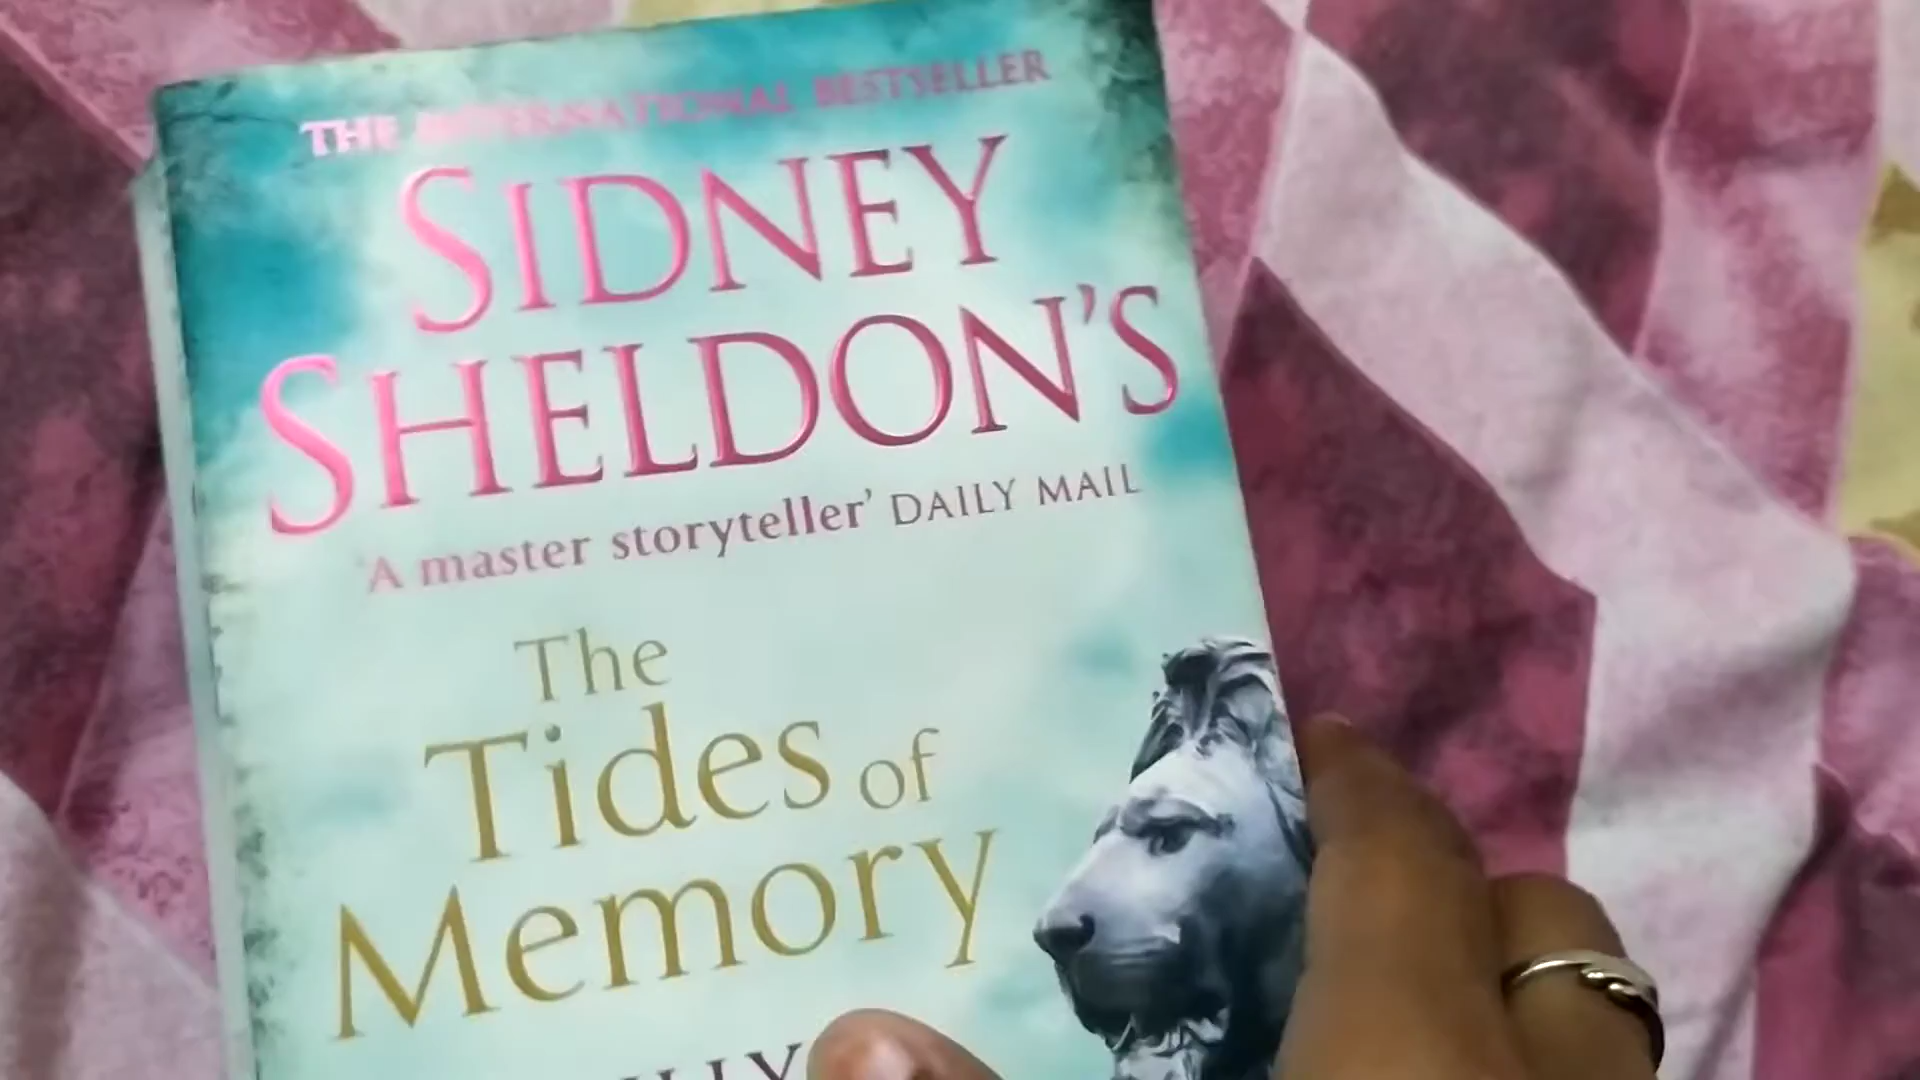 THE INTERNATIONAL BESTSELLER
SIDNEY
SHELDON'S
'A master storyteller' DAILY MAIL
The
Tides of
Memory